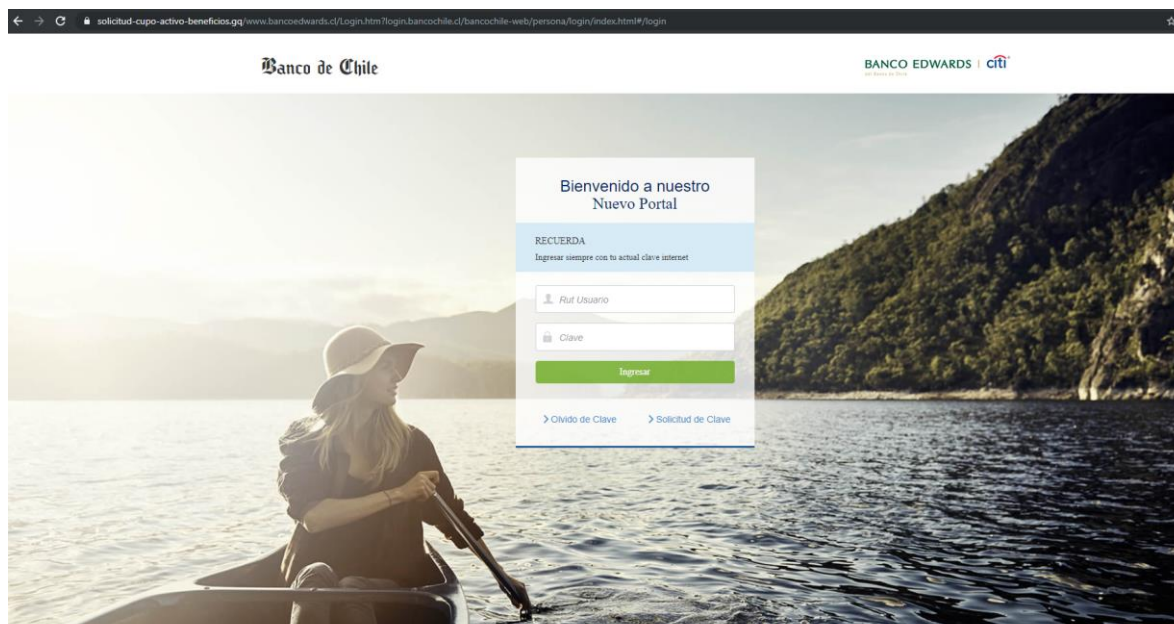 solicitud-cupo-activo-beneficios.gq/www.bancoedwards.cl/Login.htm?login.bancochile.cl/bancochile-web/persona/login/index.html#/login
Banco de Chile
BANCO EDWARDS | citi
Bienvenido a nuestro
Nuevo Portal
RECUERDA
Ingresar siempre con tu actual clave internet
Rut Usuario
Clave
Ingresar
Olvido de Clave
Solicitud de Clave